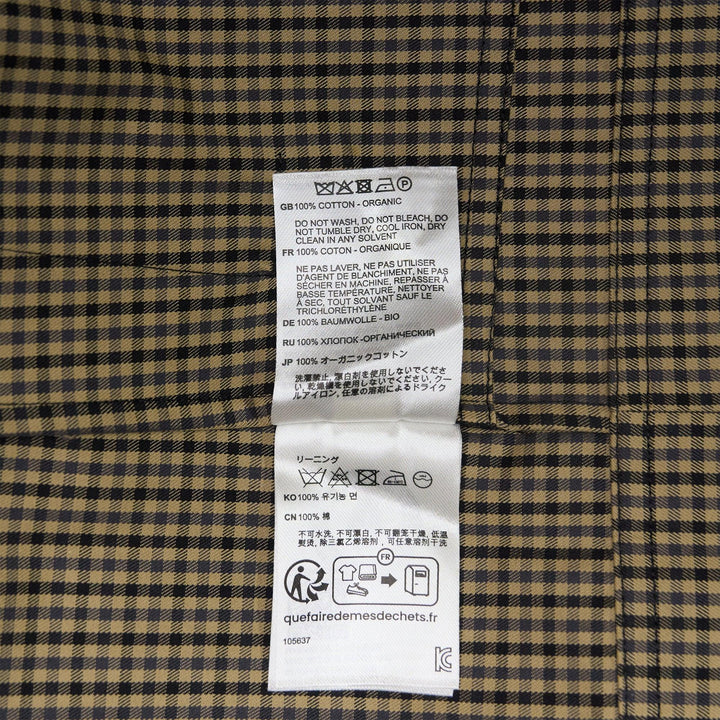 GB 100% COTTON - ORGANIC
DO NOT WASH, DO NOT BLEACH, DO
NOT TUMBLE DRY, COOL IRON, DRY
CLEAN IN ANY SOLVENT
FR 100% COTON - ORGANIQUE
NE PAS LAVER, NE PAS UTILISER
D'AGENT DE BLANCHIMENT, NE PAS
SÉCHER EN MACHINE, REPASSER À
BASSE TEMPÉRATURE, NETTOYER
À SEC, TOUT SOLVANT SAUF LE
TRICHLORÉTHYLÈNE
DE 100% BAUMWOLLE - BIO
RU 100% ХЛОПОК -ОРГАНИЧЕСКИЙ
JP 100% オーガニックコットン
洗濯禁止, 漂白剤を使用しないでくださ
い, 乾燥機を使用しないでください, クー
ルアイロン, 任意の溶剤によるドライク
リーニング
KO100% 유기농 면
CN 100% 棉
不可水洗, 不可漂白, 不可翻笼干燥, 低温
熨烫, 除三氯乙烯溶剂 , 可任意溶剂干洗
FR
quefairedemesdechets.fr
105637